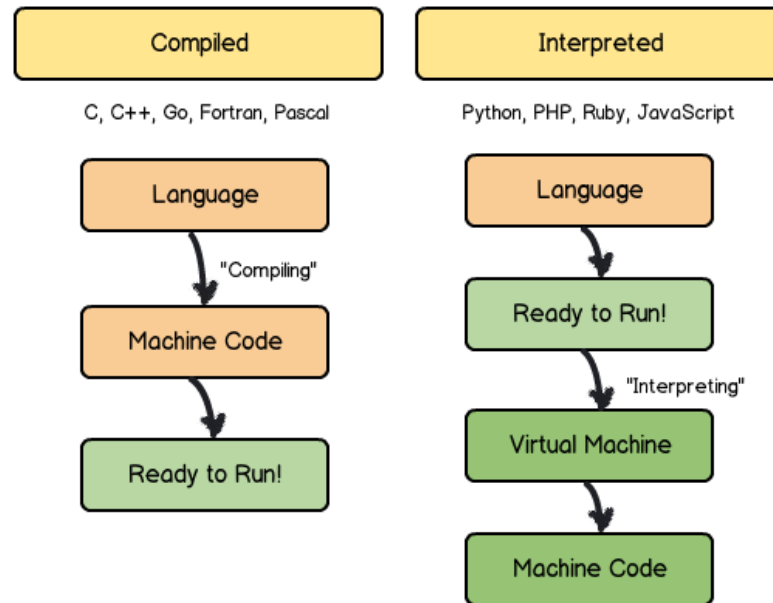 Compiled
C, C++, Go, Fortran, Pascal
Language
"Compiling"
Machine Code
Ready to Run!
Interpreted
Python, PHP, Ruby, JavaScript
Language
Ready to Run!
"Interpreting"
Virtual Machine
Machine Code